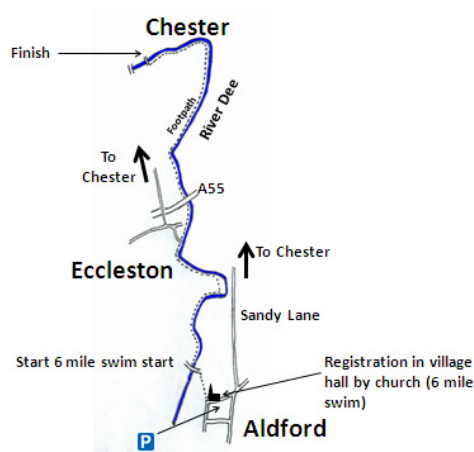 Chester
Finish
Footpath
River Dee
To
Chester
A55
To Chester
Eccleston
Sandy Lane
Start 6 mile swim start
Registration in village
hall by church (6 mile
swim)
P
Aldford